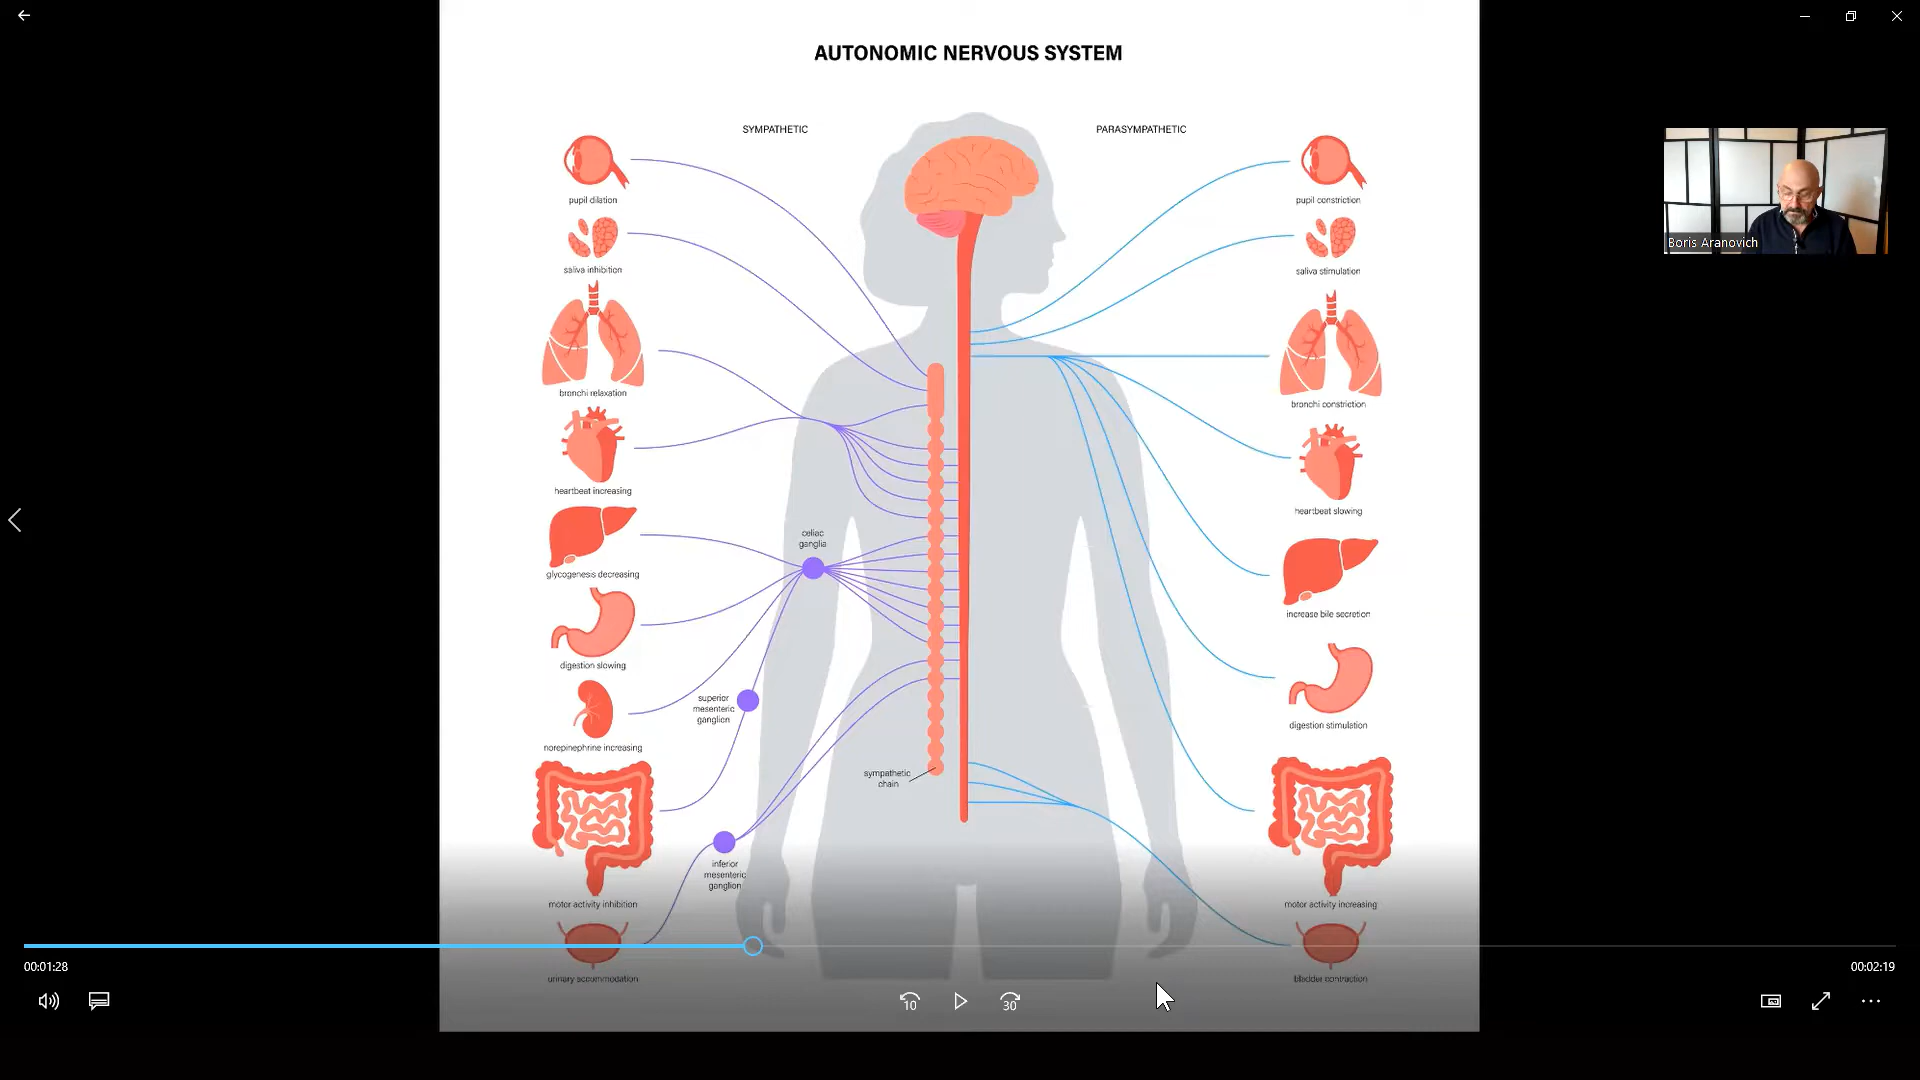 AUTONOMIC NERVOUS SYSTEM
SYMPATHETIC
PARASYMPATHETIC
pupil dilation
saliva inhibition
bronchi relaxation
heartbeat increasing
glycogenesis decreasing
digestion slowing
norepinephrine increasing
motor activity inhibition
urinary accommodation
celiac
ganglia
superior
mesenteric
ganglion
inferior
mesenteric
ganglion
sympathetic
chain
pupil constriction
saliva stimulation
bronchi constriction
heartbeat slowing
increase bile secretion
digestion stimulation
motor activity increasing
bladder contraction
Boris Aranovich
00:01:28
00:02:19
10
30